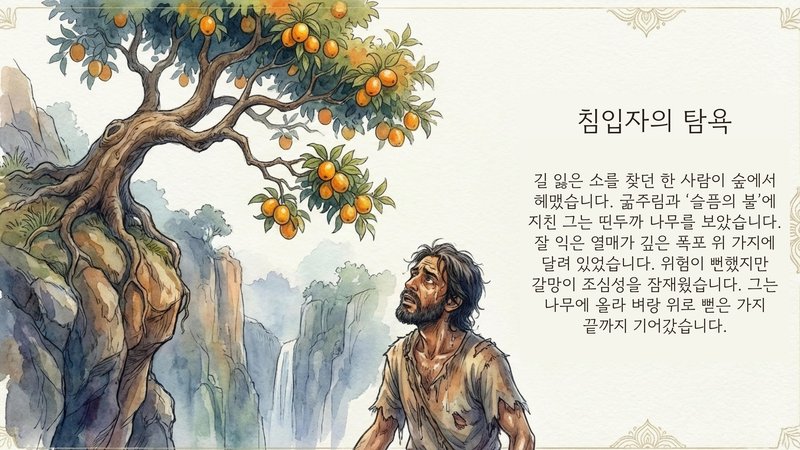 침입자의 탐욕
길 잃은 소를 찾던 한 사람이 숲에서
헤맸습니다. 굶주림과 ‘슬픔의 불’에
지친 그는 띤두까 나무를 보았습니다.
잘 익은 열매가 깊은 폭포 위 가지에
달려 있었습니다. 위험이 뻔했지만
갈망이 조심성을 잠재웠습니다. 그는
나무에 올라 벼랑 위로 뻗은 가지
끝까지 기어갔습니다.